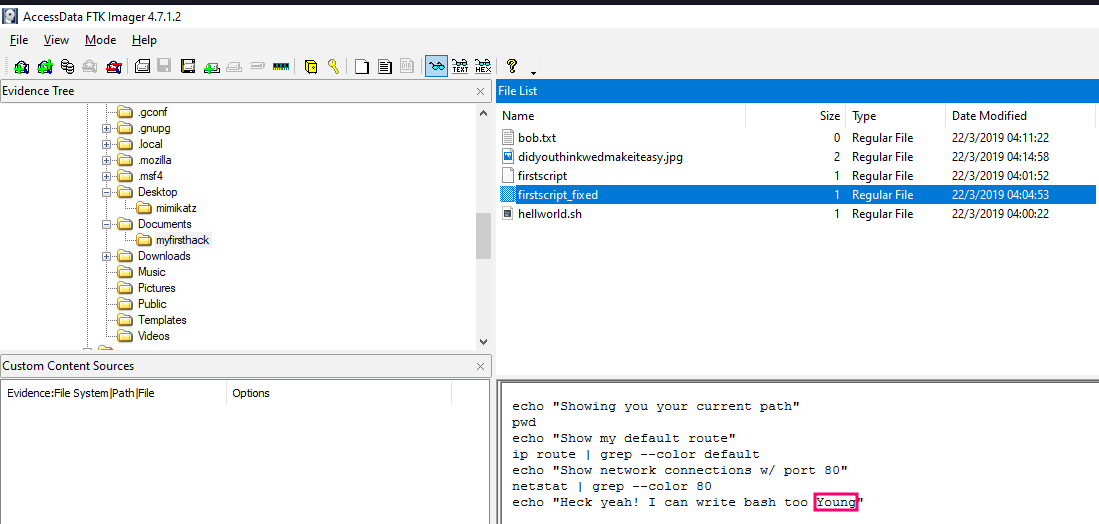 AccessData FTK Imager 4.7.1.2
File View Mode Help
TEXT HEX
Evidence Tree
.gconf
.gnupg
.local
.mozilla
.msf4
Desktop
mimikatz
Documents
myfirsthack
Downloads
Music
Pictures
Public
Templates
Videos
File List
Name Size Type Date Modified
bob.txt 0 Regular File 22/3/2019 04:11:22
didyouthinkwedmakeiteasy.jpg 2 Regular File 22/3/2019 04:14:58
firstscript 1 Regular File 22/3/2019 04:01:52
firstscript_fixed 1 Regular File 22/3/2019 04:04:53
hellworld.sh 1 Regular File 22/3/2019 04:00:22
Custom Content Sources
Evidence:File System|Path|File Options
echo "Showing you your current path"
pwd
echo "Show my default route"
ip route | grep --color default
echo "Show network connections w/ port 80"
netstat | grep --color 80
echo "Heck yeah! I can write bash too Young"